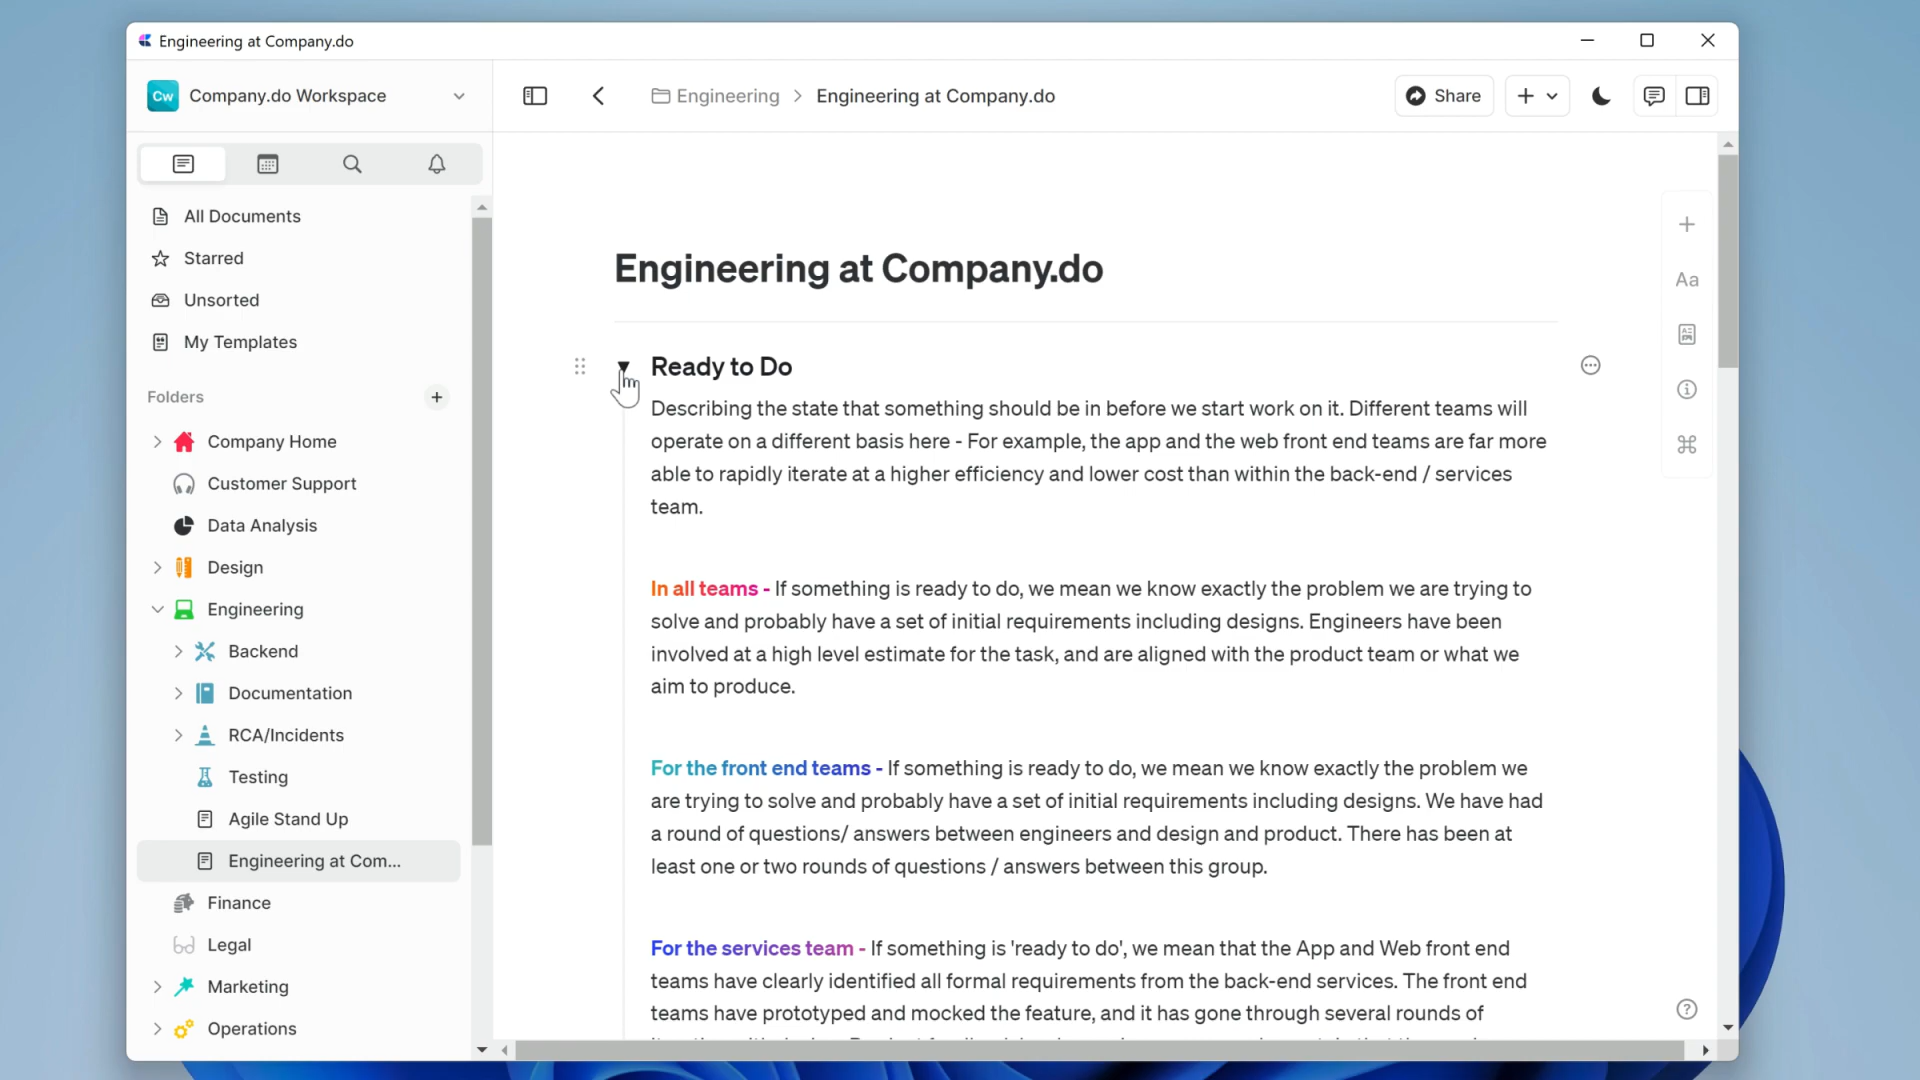 Engineering at Company.do
Cw Company.do Workspace
Engineering > Engineering at Company.do
Share
All Documents
Starred
Unsorted
My Templates
Folders
Company Home
Customer Support
Data Analysis
Design
Engineering
Backend
Documentation
RCA/Incidents
Testing
Agile Stand Up
Engineering at Com...
Finance
Legal
Marketing
Operations
Engineering at Company.do
Ready to Do
Describing the state that something should be in before we start work on it. Different teams will
operate on a different basis here - For example, the app and the web front end teams are far more
able to rapidly iterate at a higher efficiency and lower cost than within the back-end / services
team.
In all teams - If something is ready to do, we mean we know exactly the problem we are trying to
solve and probably have a set of initial requirements including designs. Engineers have been
involved at a high level estimate for the task, and are aligned with the product team or what we
aim to produce.
For the front end teams - If something is ready to do, we mean we know exactly the problem we
are trying to solve and probably have a set of initial requirements including designs. We have had
a round of questions/ answers between engineers and design and product. There has been at
least one or two rounds of questions / answers between this group.
For the services team - If something is 'ready to do', we mean that the App and Web front end
teams have clearly identified all formal requirements from the back-end services. The front end
teams have prototyped and mocked the feature, and it has gone through several rounds of
Aa